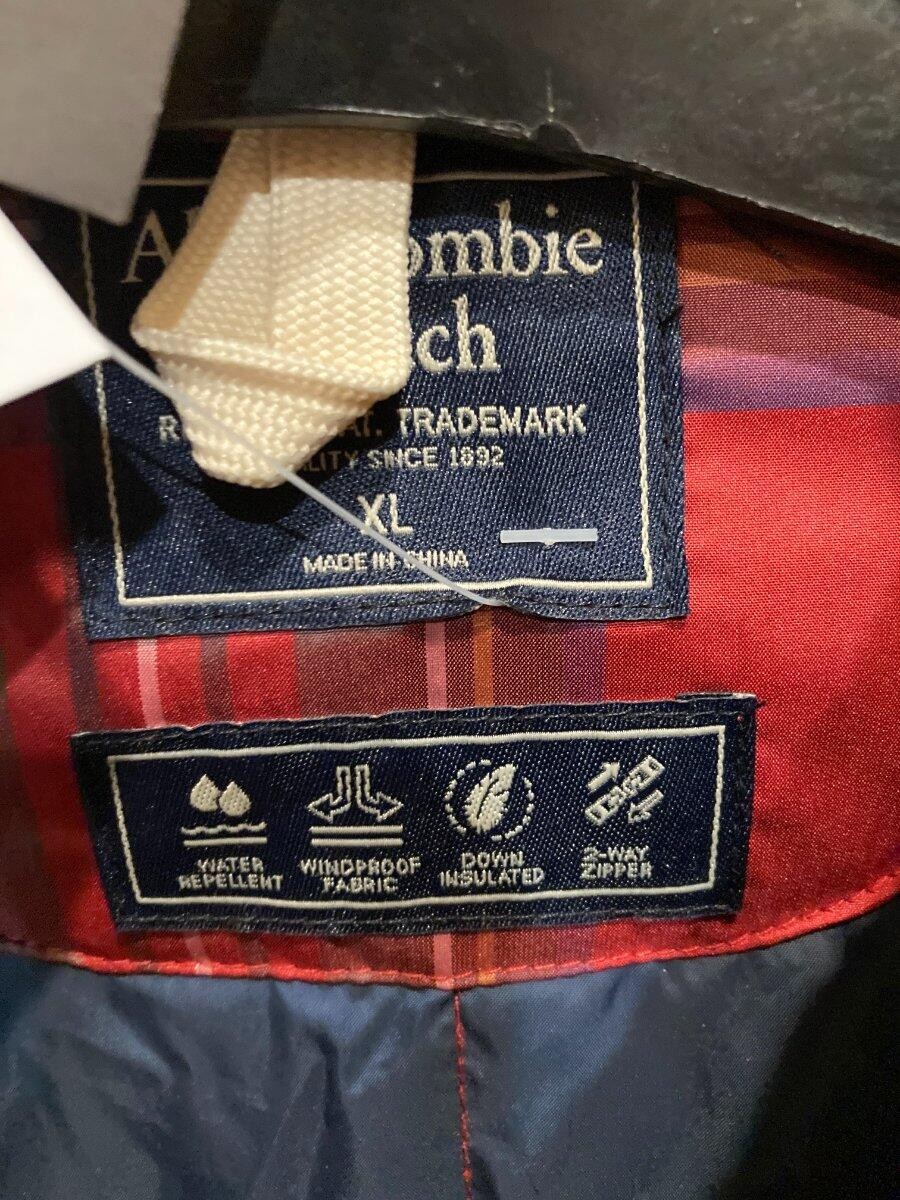 A ombie
ch
R AT. TRADEMARK
LITY SINCE 1892
XL
MADE IN CHINA
WATER
REPELLENT
WINDPROOF
FABRIC
DOWN
INSULATED
2-WAY
ZIPPER